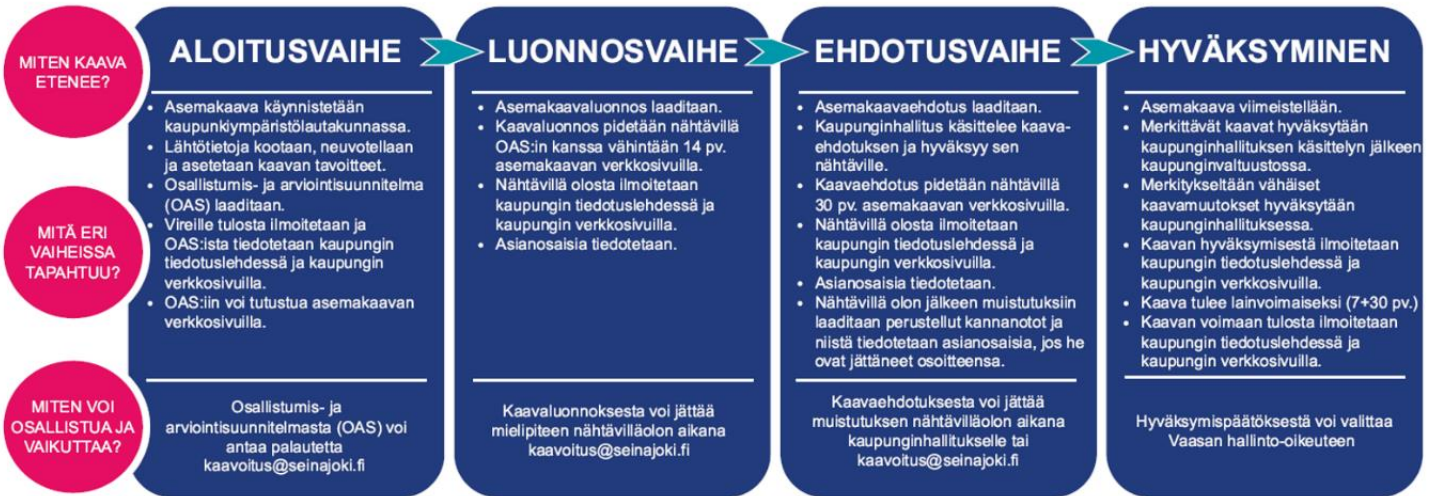 MITEN KAAVA
ETENEE?
MITÄ ERI
VAIHEISSA
TAPAHTUU?
MITEN VOI
OSALLISTUA JA
VAIKUTTAA?
ALOITUSVAIHE
• Asemakaava käynnistetään
kaupunkiympäristölautakunnassa.
• Lähtötietoja kootaan, neuvotellaan
ja asetetaan kaavan tavoitteet.
• Osallistumis- ja arviointisuunnitelma
(OAS) laaditaan.
• Vireille tulosta ilmoitetaan ja
OAS:ista tiedotetaan kaupungin
tiedotuslehdessä ja kaupungin
verkkosivuilla.
• OAS:iin voi tutustua asemakaavan
verkkosivuilla.
Osallistumis- ja
arviointisuunnitelmasta (OAS) voi
antaa palautetta
kaavoitus@seinajoki.fi
LUONNOSVAIHE
• Asemakaavaluonnos laaditaan.
• Kaavaluonnos pidetään nähtävillä
OAS:in kanssa vähintään 14 pv.
asemakaavan verkkosivuilla.
• Nähtävillä olosta ilmoitetaan
kaupungin tiedotuslehdessä ja
kaupungin verkkosivuilla.
• Asianosaisia tiedotetaan.
Kaavaluonnoksesta voi jättää
mielipiteen nähtävilläolon aikana
kaavoitus@seinajoki.fi
EHDOTUSVAIHE
• Asemakaavaehdotus laaditaan.
• Kaupunginhallitus käsittelee kaava-
ehdotuksen ja hyväksyy sen
nähtäville.
• Kaavaehdotus pidetään nähtävillä
30 pv. asemakaavan verkkosivuilla.
• Nähtävillä olosta ilmoitetaan
kaupungin tiedotuslehdessä ja
kaupungin verkkosivuilla.
• Asianosaisia tiedotetaan.
• Nähtävillä olon jälkeen muistutuksiin
laaditaan perustellut kannanotot ja
niistä tiedotetaan asianosaisia, jos he
ovat jättäneet osoitteensa.
Kaavaehdotuksesta voi jättää
muistutuksen nähtävilläolon aikana
kaupunginhallitukselle tai
kaavoitus@seinajoki.fi
HYVÄKSYMINEN
• Asemakaava viimeistellään.
• Merkittävät kaavat hyväksytään
kaupunginhallituksen käsittelyn jälkeen
kaupunginvaltuustossa.
• Merkitykseltään vähäiset
kaavamuutokset hyväksytään
kaupunginhallituksessa.
• Kaavan hyväksymisestä ilmoitetaan
kaupungin tiedotuslehdessä ja
kaupungin verkkosivuilla.
• Kaava tulee lainvoimaiseksi (7+30 pv.)
• Kaavan voimaan tulosta ilmoitetaan
kaupungin tiedotuslehdessä ja
kaupungin verkkosivuilla.
Hyväksymispäätöksestä voi valittaa
Vaasan hallinto-oikeuteen